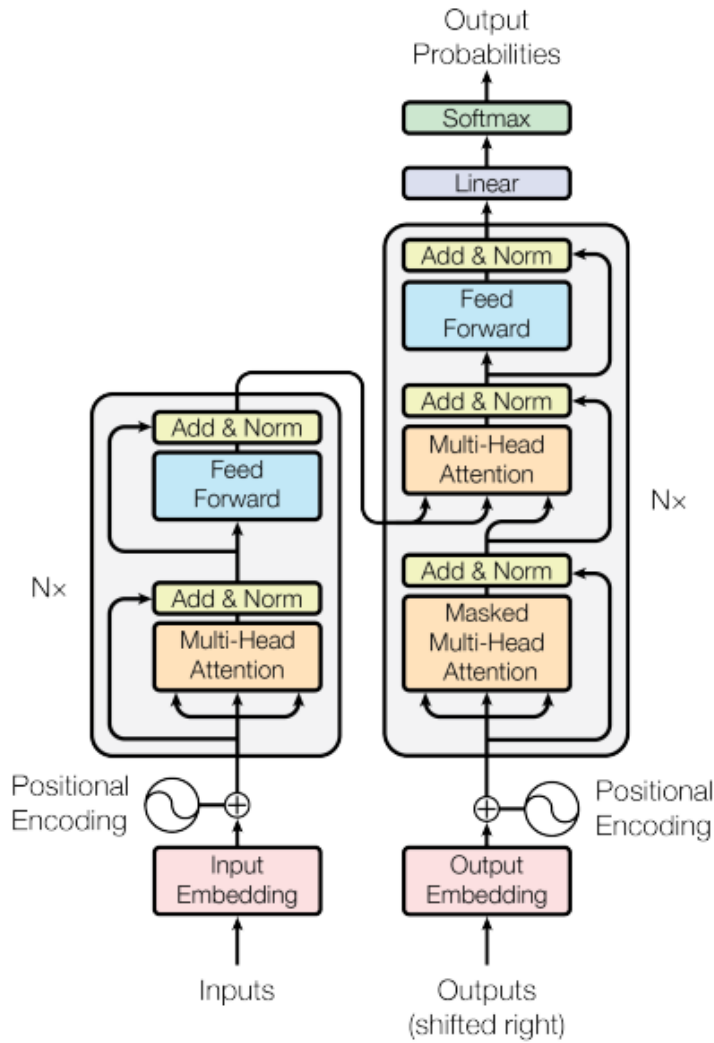 Output
Probabilities
Softmax
Linear
Add & Norm
Feed
Forward
Add & Norm
Multi-Head
Attention
Add & Norm
Masked
Multi-Head
Attention
Nx
Add & Norm
Feed
Forward
Add & Norm
Multi-Head
Attention
Nx
Positional
Encoding
Positional
Encoding
Input
Embedding
Output
Embedding
Inputs
Outputs
(shifted right)